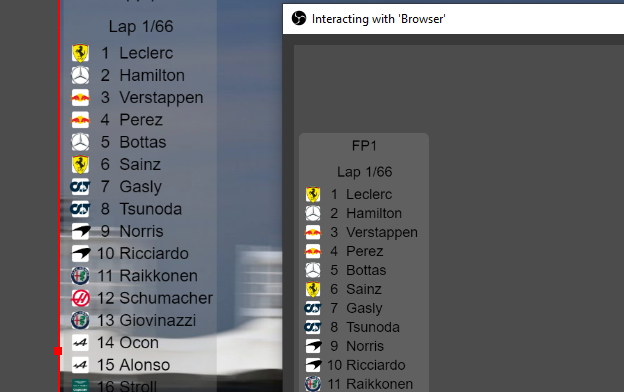 Lap 1/66
1 Leclerc
2 Hamilton
3 Verstappen
4 Perez
5 Bottas
6 Sainz
7 Gasly
8 Tsunoda
9 Norris
10 Ricciardo
11 Raikkonen
12 Schumacher
13 Giovinazzi
14 Ocon
15 Alonso
16 Stroll
Interacting with 'Browser'
FP1
Lap 1/66
1 Leclerc
2 Hamilton
3 Verstappen
4 Perez
5 Bottas
6 Sainz
7 Gasly
8 Tsunoda
9 Norris
10 Ricciardo
11 Raikkonen